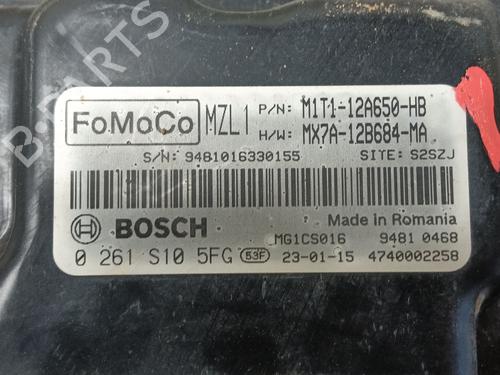 B-PARTS
FoMoCo MZL1 P/N: M1T1-12A650-HB
H/W: MX7A-12B684-MA
S/N: 9481016330155 SITE: S2SZJ
BOSCH Made in Romania
MG1CS016 9481 0468
0 261 S10 5FG 53F 23-01-15 4740002258